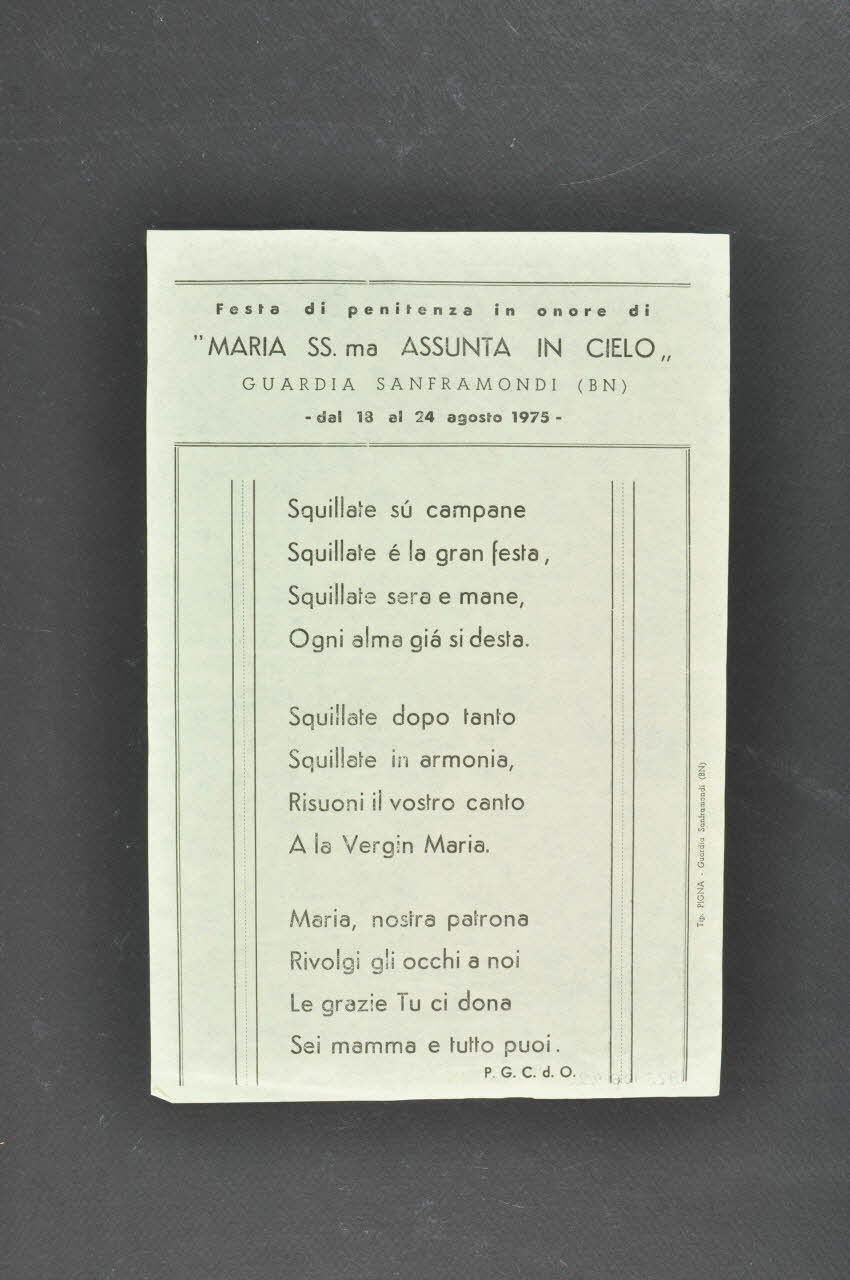 Festa di penitenza in onore di
"MARIA SS. ma ASSUNTA IN CIELO„
GUARDIA SANFRAMONDI (BN)
- dal 18 al 24 agosto 1975 -
Squillate sú campane
Squillate é la gran festa,
Squillate sera e mane,
Ogni alma giá si desta.
Squillate dopo tanto
Squillate in armonia,
Risuoni il vostro canto
A la Vergin Maria.
Maria, nostra patrona
Rivolgi gli occhi a noi
Le grazie Tu ci dona
Sei mamma e tutto puoi.
P. G. C. d. O.
Tip. PIGNA - Guardia Sanframondi (BN)